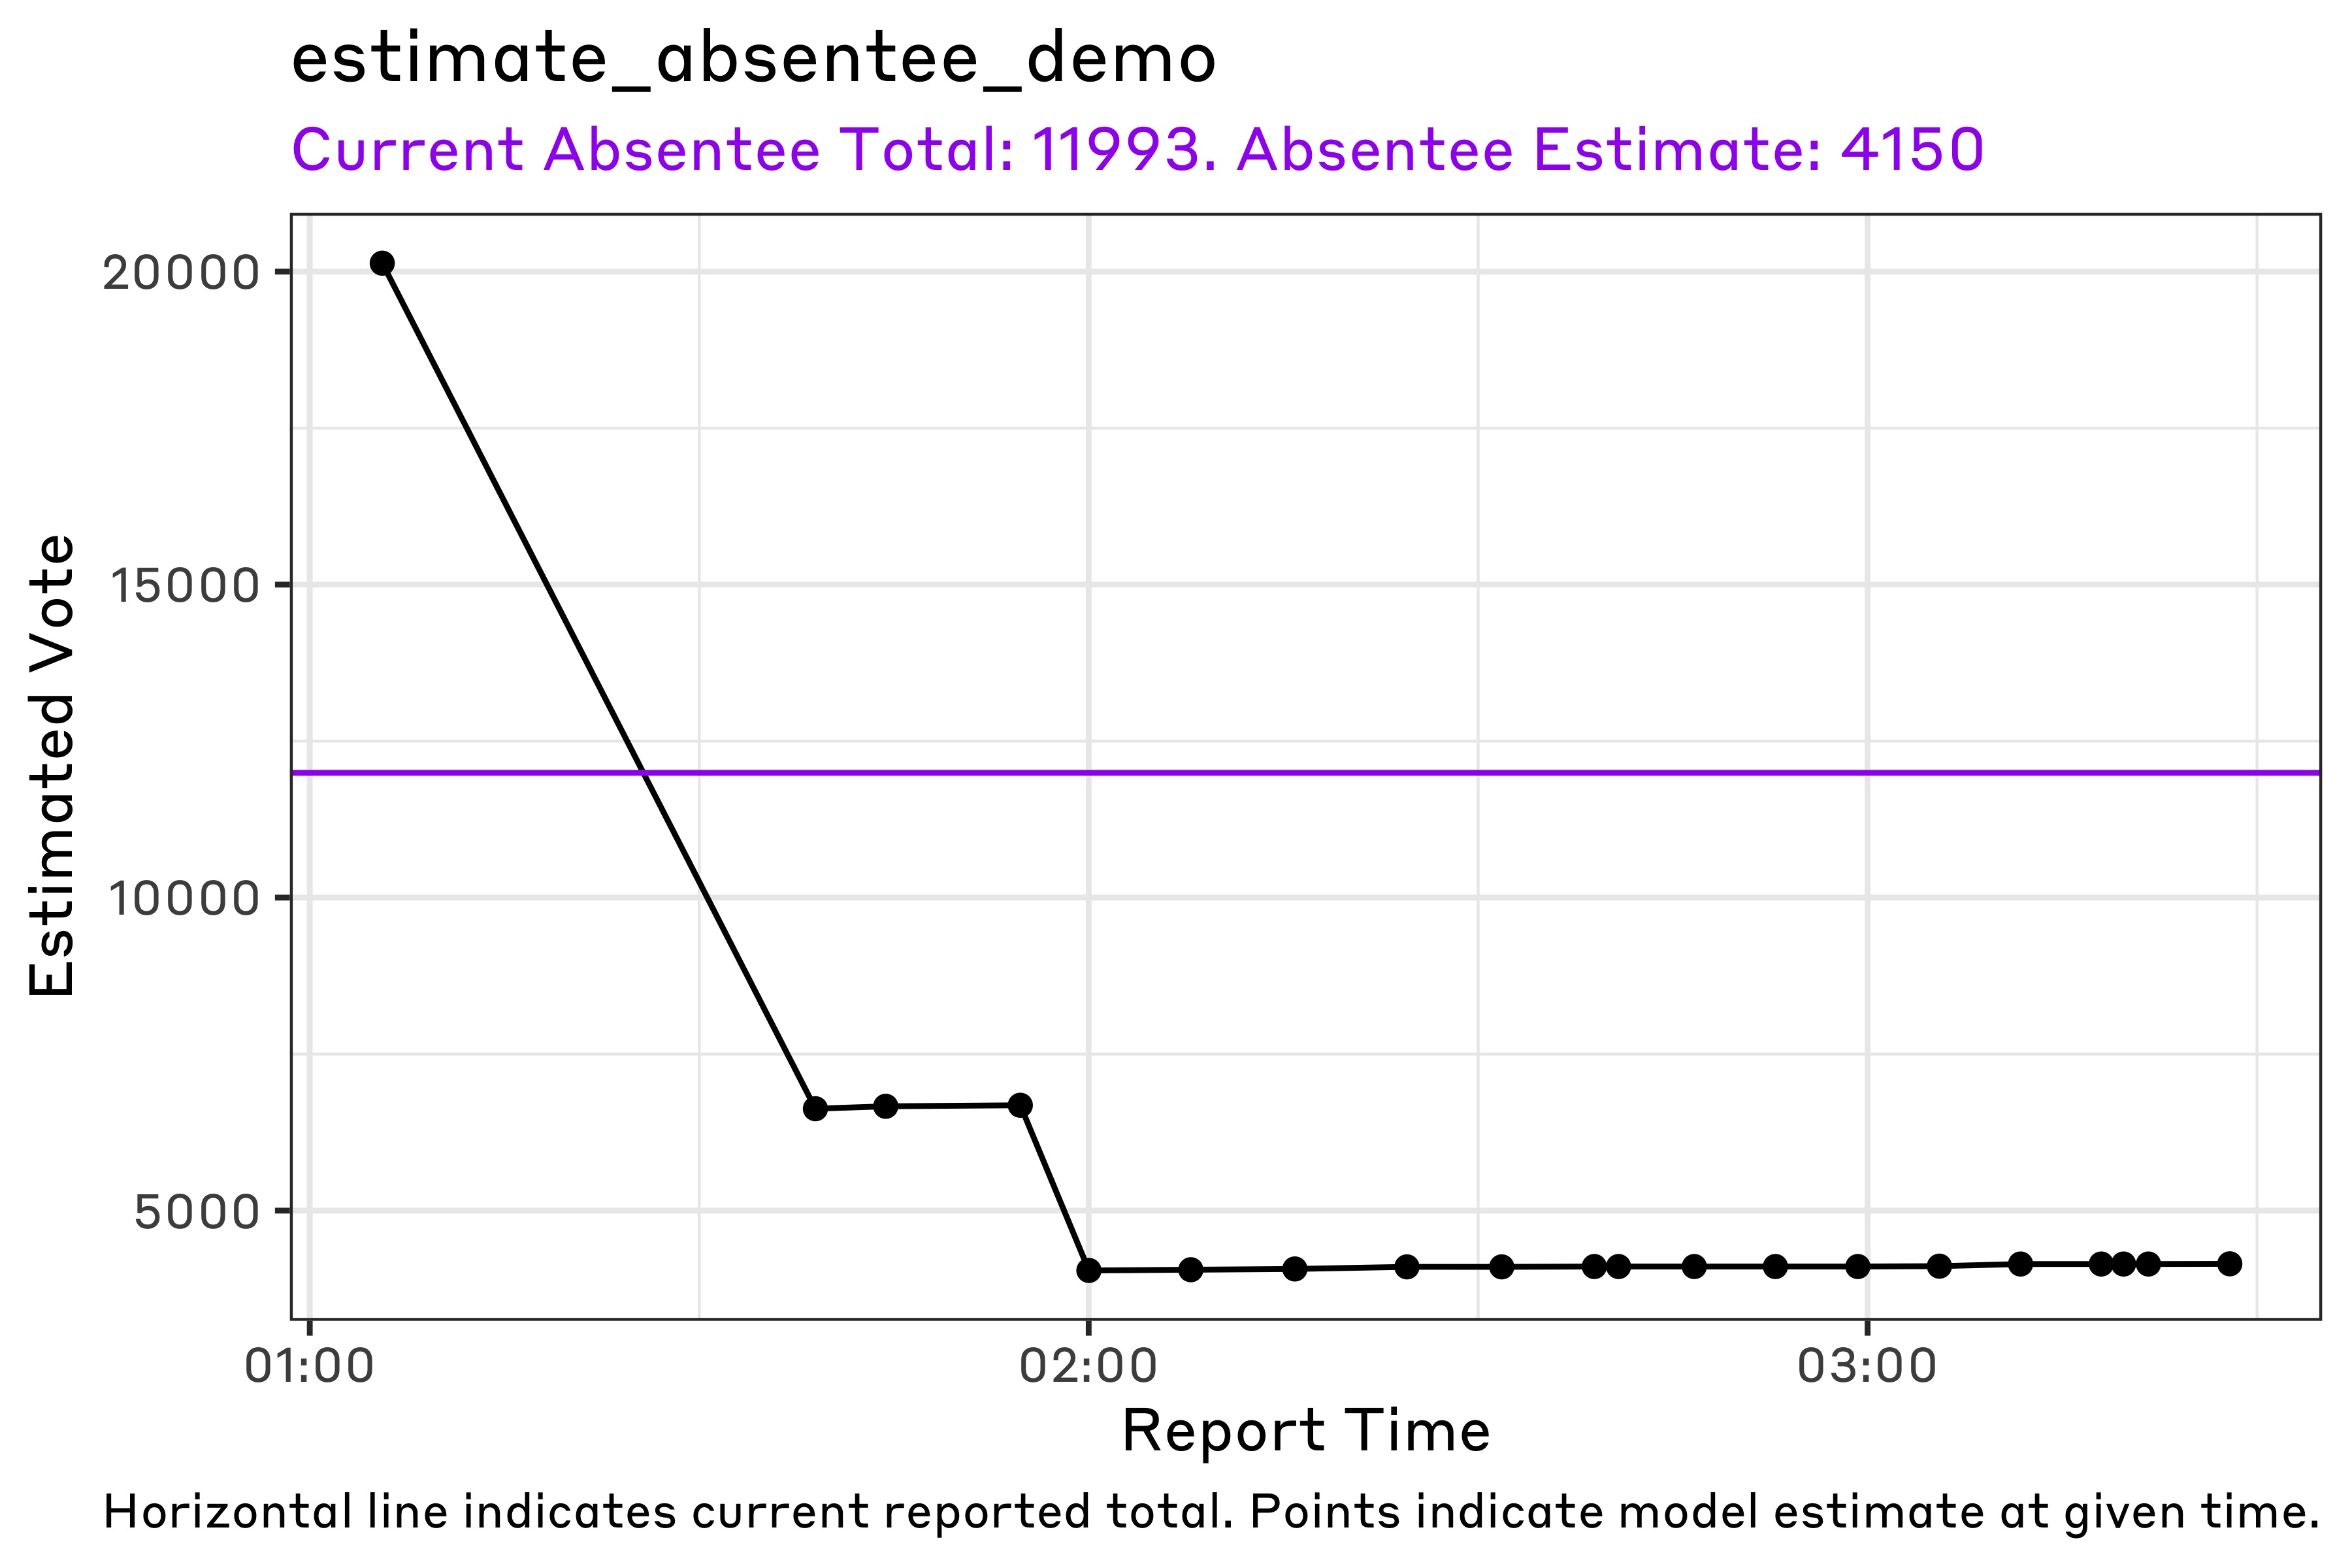 estimate_absentee_demo
Current Absentee Total: 11993. Absentee Estimate: 4150
Estimated Vote
20000
15000
10000
5000
01:00 02:00 03:00
Report Time
Horizontal line indicates current reported total. Points indicate model estimate at given time.